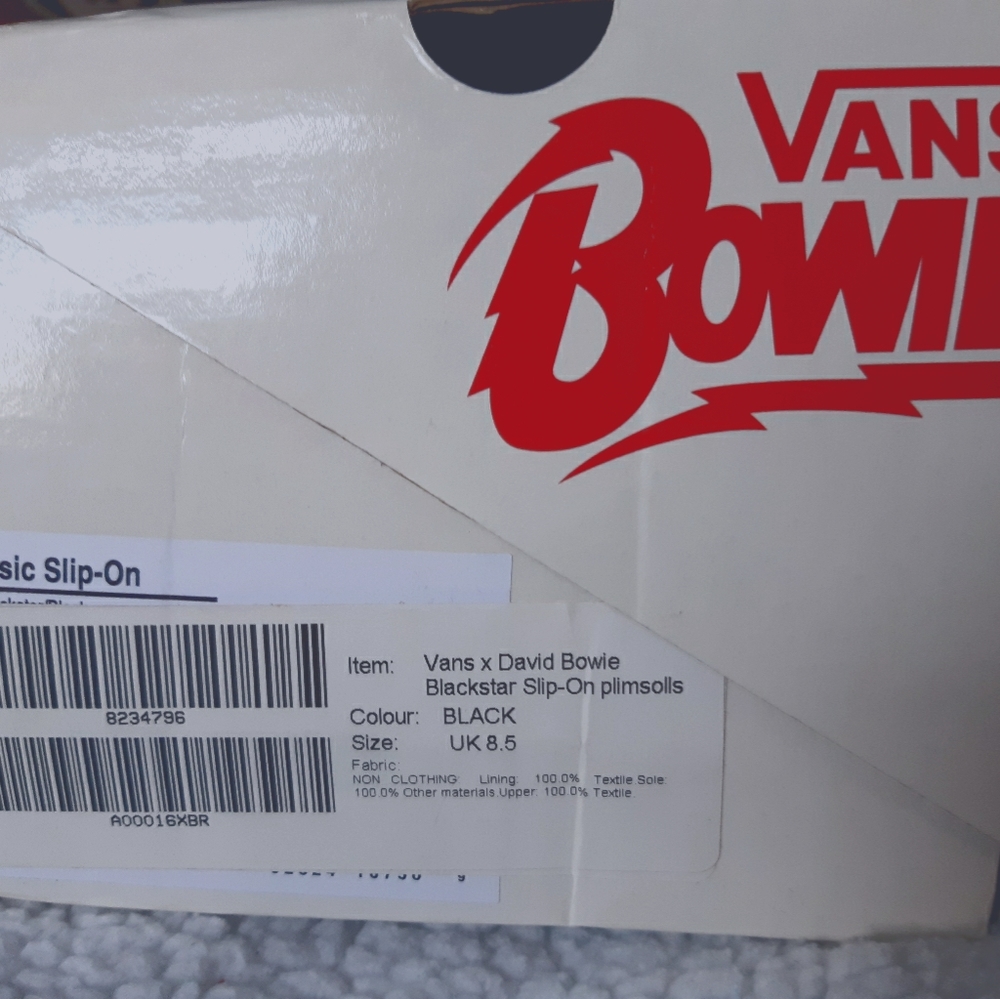 VANS
BOWIE
sic Slip-On
8234796
A00016XBR
Item: Vans x David Bowie
Blackstar Slip-On plimsolls
Colour: BLACK
Size: UK 8.5
Fabric:
NON CLOTHING Lining: 100.0% Textile.Sole:
100.0% Other materials.Upper: 100.0% Textile.